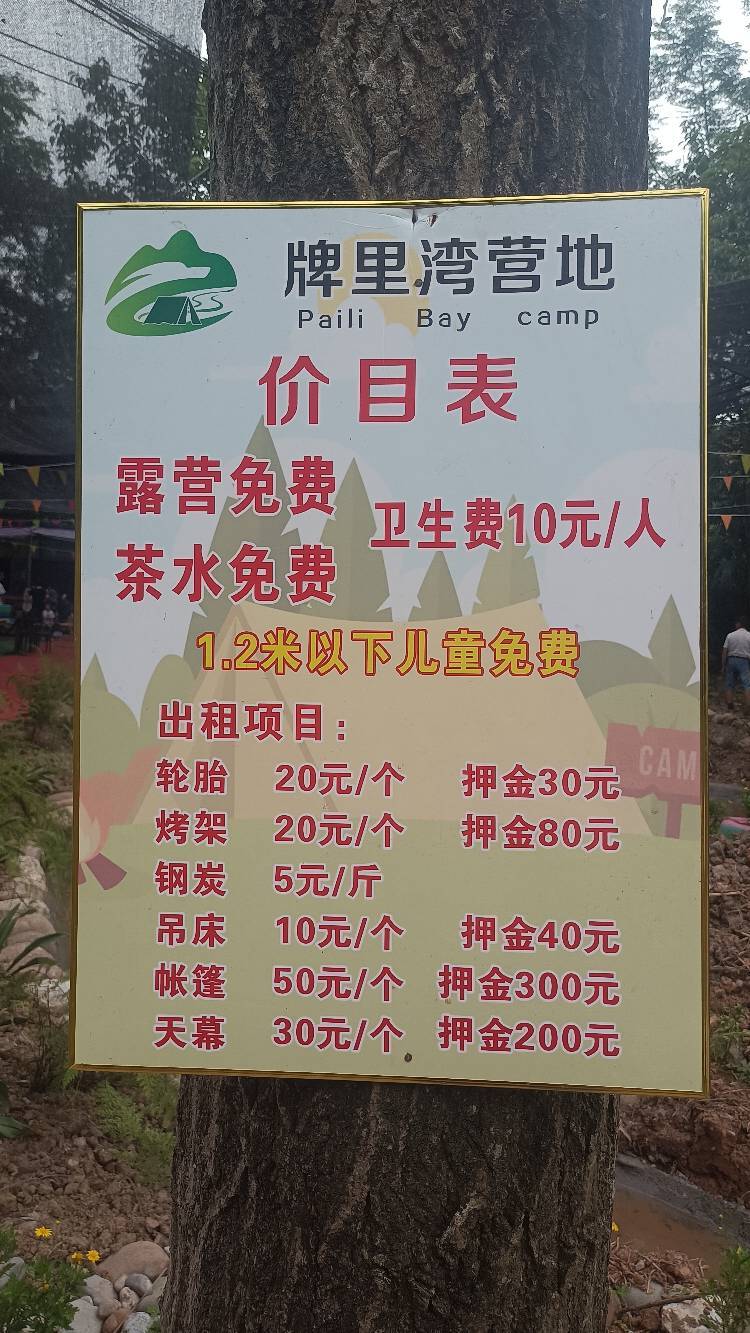 牌里湾营地
Paili Bay camp
价目表
露营免费
茶水免费
卫生费10元/人
1.2米以下儿童免费
出租项目：
轮胎 20元/个 押金30元
烤架 20元/个 押金80元
钢炭 5元/斤
吊床 10元/个 押金40元
帐篷 50元/个 押金300元
天幕 30元/个 押金200元
CAM